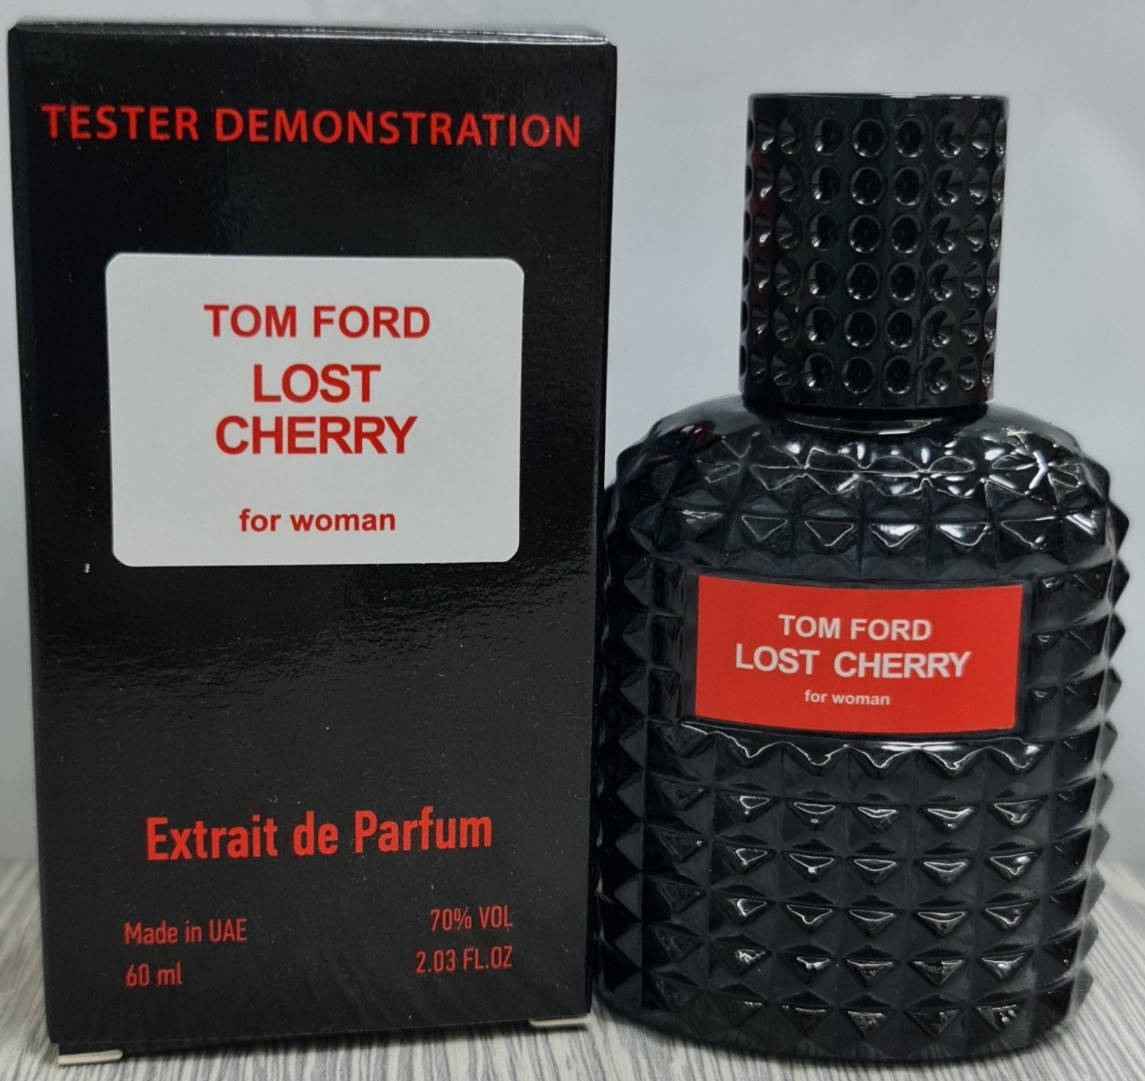 TESTER DEMONSTRATION
TOM FORD
LOST
CHERRY
for woman
Extrait de Parfum
Made in UAE
60 ml
70% VOL
2.03 FL.OZ
TOM FORD
LOST CHERRY
for woman